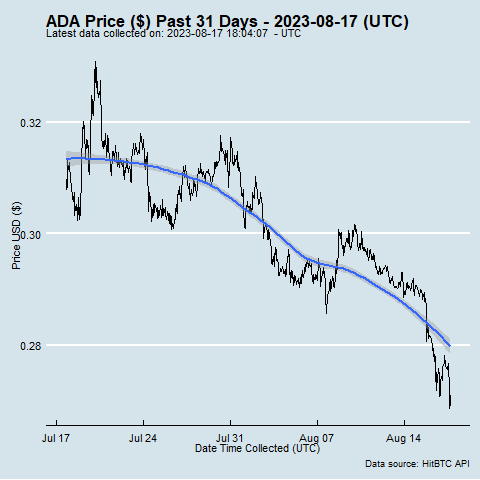 ADA Price ($) Past 31 Days - 2023-08-17 (UTC)
Latest data collected on: 2023-08-17 18:04:07  - UTC
0.32
0.30
0.28
Price USD ($)
Jul 17 Jul 24 Jul 31 Aug 07 Aug 14
Date Time Collected (UTC)
Data source: HitBTC API